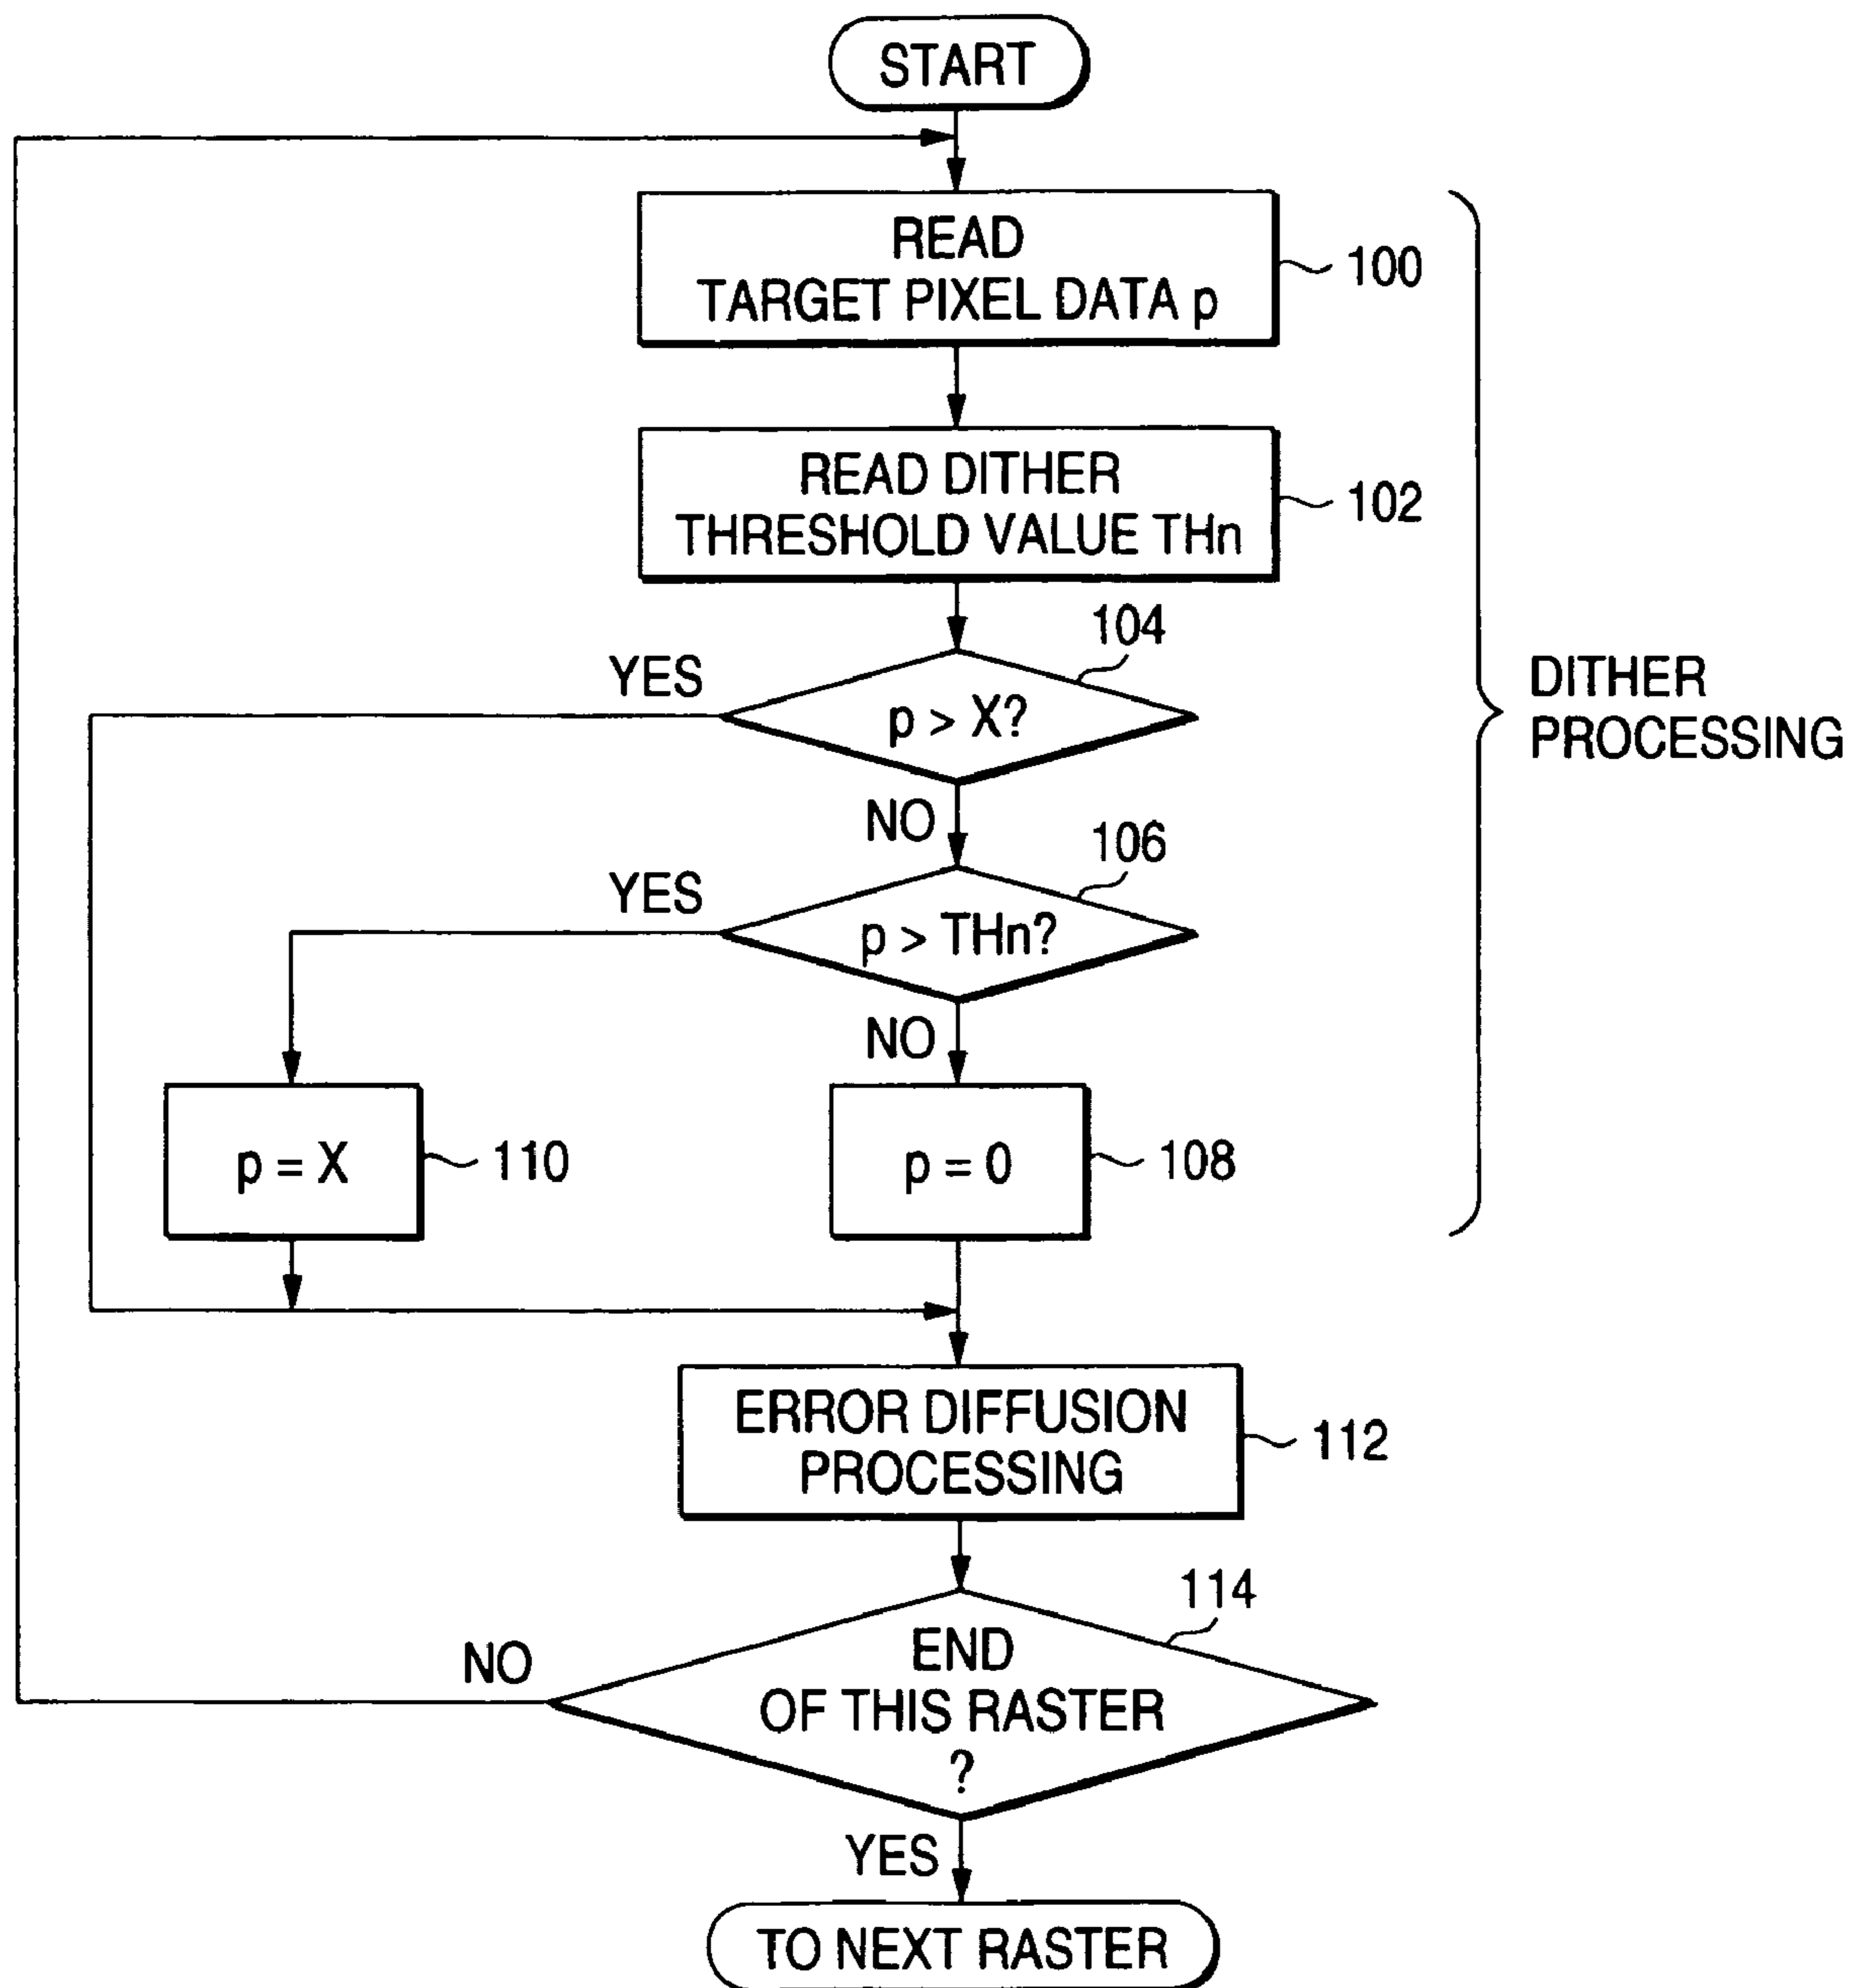 START
READ
TARGET PIXEL DATA p
100
READ DITHER
THRESHOLD VALUE THn
102
104
YES
p > X?
DITHER
PROCESSING
NO
106
YES
p > THn?
NO
p = X
110
p = 0
108
ERROR DIFFUSION
PROCESSING
112
114
NO
END
OF THIS RASTER
?
YES
TO NEXT RASTER